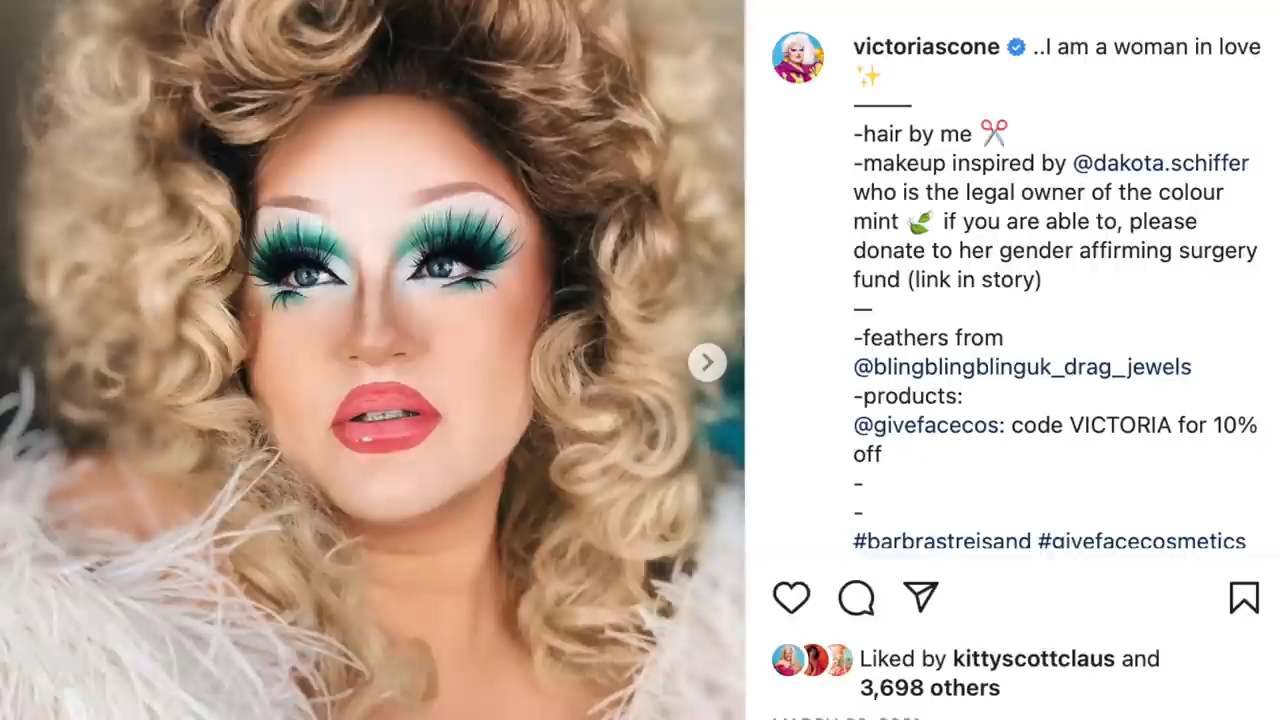 victoriascone ..I am a woman in love
✨
———
-hair by me ✂️
-makeup inspired by @dakota.schiffer
who is the legal owner of the colour
mint 🍃 if you are able to, please
donate to her gender affirming surgery
fund (link in story)
—
-feathers from
@blingblingblinguk_drag_jewels
-products:
@givefacecos: code VICTORIA for 10%
off
-
-
#barbrastreisand #givefacecosmetics
Liked by kittyscottclaus and
3,698 others